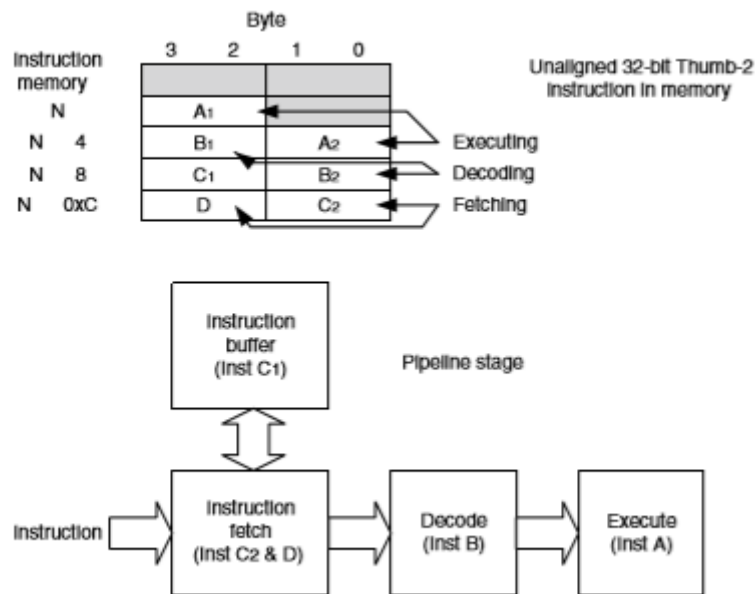 Byte
3 2 1 0
Instruction
memory
Unaligned 32-bit Thumb-2
instruction in memory
N A1
N 4 B1 A2 Executing
N 8 C1 B2 Decoding
N 0xC D C2 Fetching
Instruction
buffer
(Inst C1)
Pipeline stage
Instruction
Instruction
fetch
(Inst C2 & D)
Decode
(Inst B)
Execute
(Inst A)